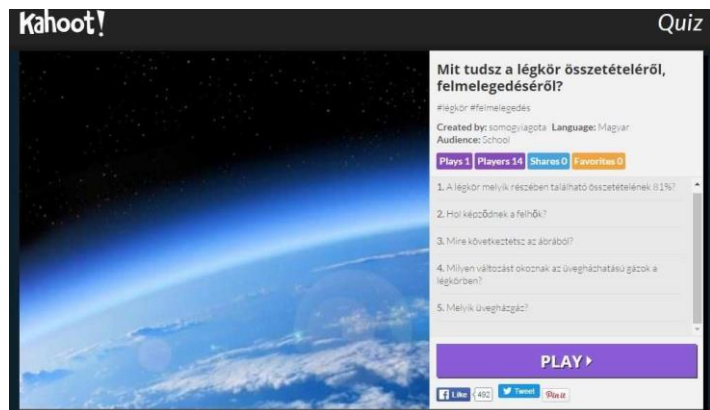 Kahoot!
Quiz
Mit tudsz a légkör összetételéről,
felmelegedéséről?
#légkör #felmelegedés
Created by: somogyiagota Language: Magyar
Audience: School
Plays 1 Players 14 Shares 0 Favorites 0
1. A légkör melyik részében található összetételének 81%?
2. Hol képződnek a felhők?
3. Mire következtetsz az ábrából?
4. Milyen változást okoznak az üvegházhatású gázok a
légkörben?
5. Melyik üvegházgáz?
PLAY
Like 492 Tweet Pin it